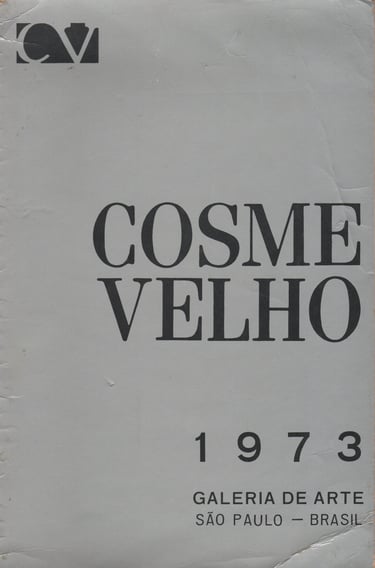 CV
COSME
VELHO
1973
GALERIA DE ARTE
SÃO PAULO – BRASIL